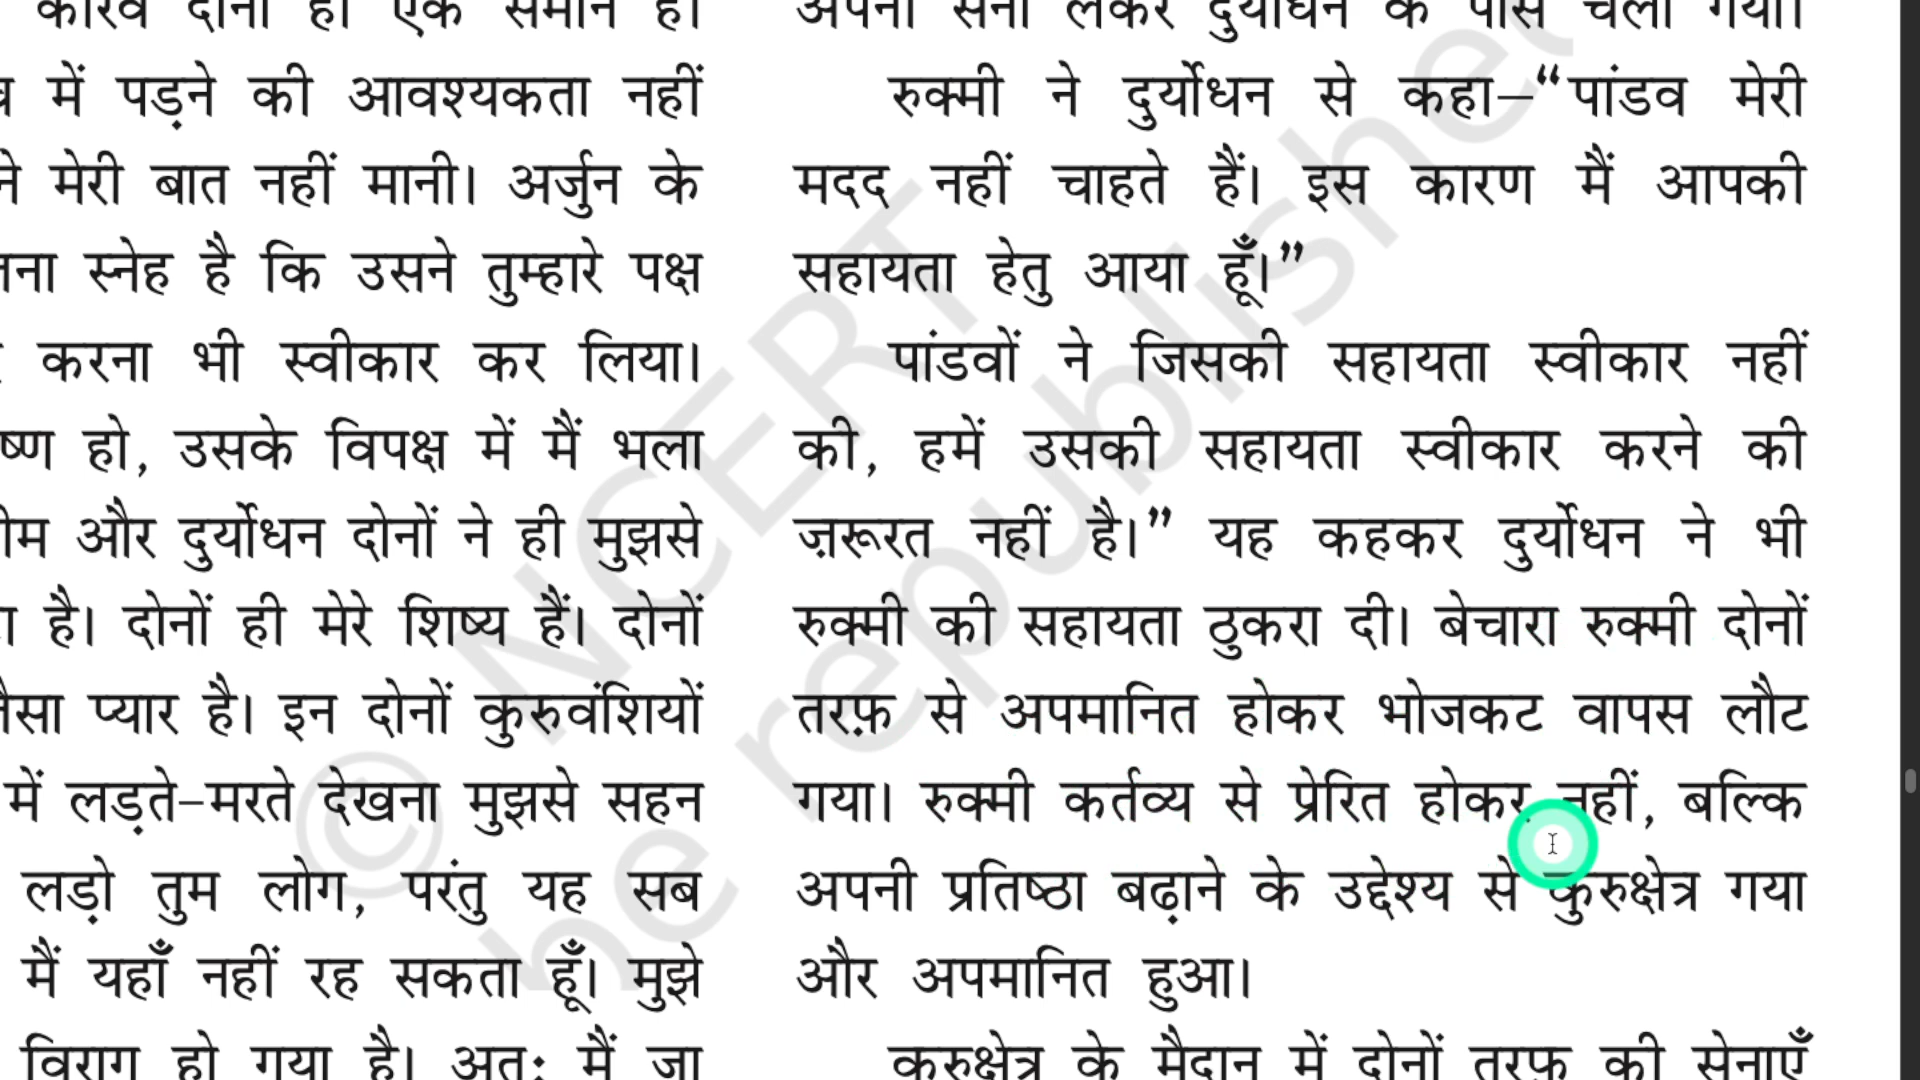 कौरव दोनों ही एक समान हैं।
में पड़ने की आवश्यकता नहीं
ने मेरी बात नहीं मानी। अर्जुन के
स्नेह है कि उसने तुम्हारे पक्ष
करना भी स्वीकार कर लिया।
हो, उसके विपक्ष में मैं भला
और दुर्योधन दोनों ने ही मुझसे
है। दोनों ही मेरे शिष्य हैं। दोनों
प्यार है। इन दोनों कुरुवंशियों
में लड़ते-मरते देखना मुझसे सहन
लड़ो तुम लोग, परंतु यह सब
मैं यहाँ नहीं रह सकता हूँ। मुझे
विराग हो गया है। अतः मैं जा
अपनी सेना लेकर दुर्योधन के पास चला गया।
रुक्मी ने दुर्योधन से कहा–“पांडव मेरी
मदद नहीं चाहते हैं। इस कारण मैं आपकी
सहायता हेतु आया हूँ।”
पांडवों ने जिसकी सहायता स्वीकार नहीं
की, हमें उसकी सहायता स्वीकार करने की
ज़रूरत नहीं है।” यह कहकर दुर्योधन ने भी
रुक्मी की सहायता ठुकरा दी। बेचारा रुक्मी दोनों
तरफ़ से अपमानित होकर भोजकट वापस लौट
गया। रुक्मी कर्तव्य से प्रेरित होकर नहीं, बल्कि
अपनी प्रतिष्ठा बढ़ाने के उद्देश्य से कुरुक्षेत्र गया
और अपमानित हुआ।
कुरुक्षेत्र के मैदान में दोनों तरफ़ की सेनाएँ
© NCERT
he republishe